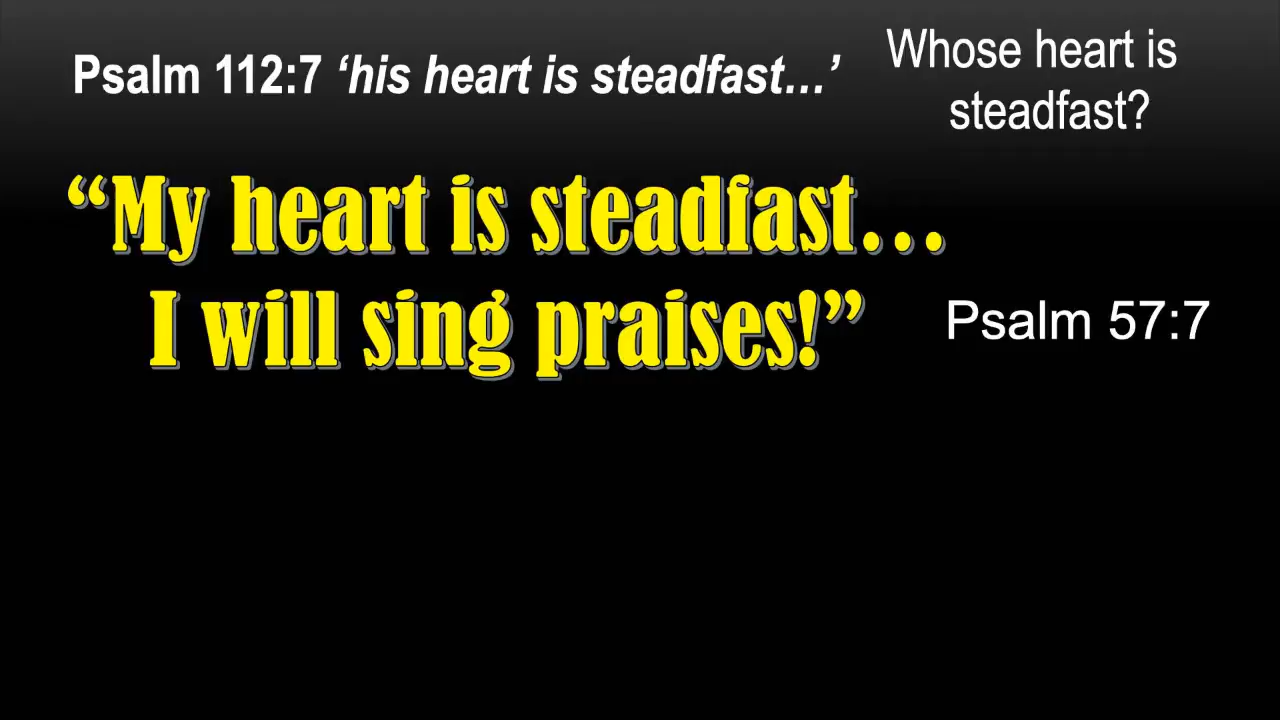 Psalm 112:7 ‘his heart is steadfast…’
Whose heart is
steadfast?
“My heart is steadfast…
I will sing praises!”
Psalm 57:7